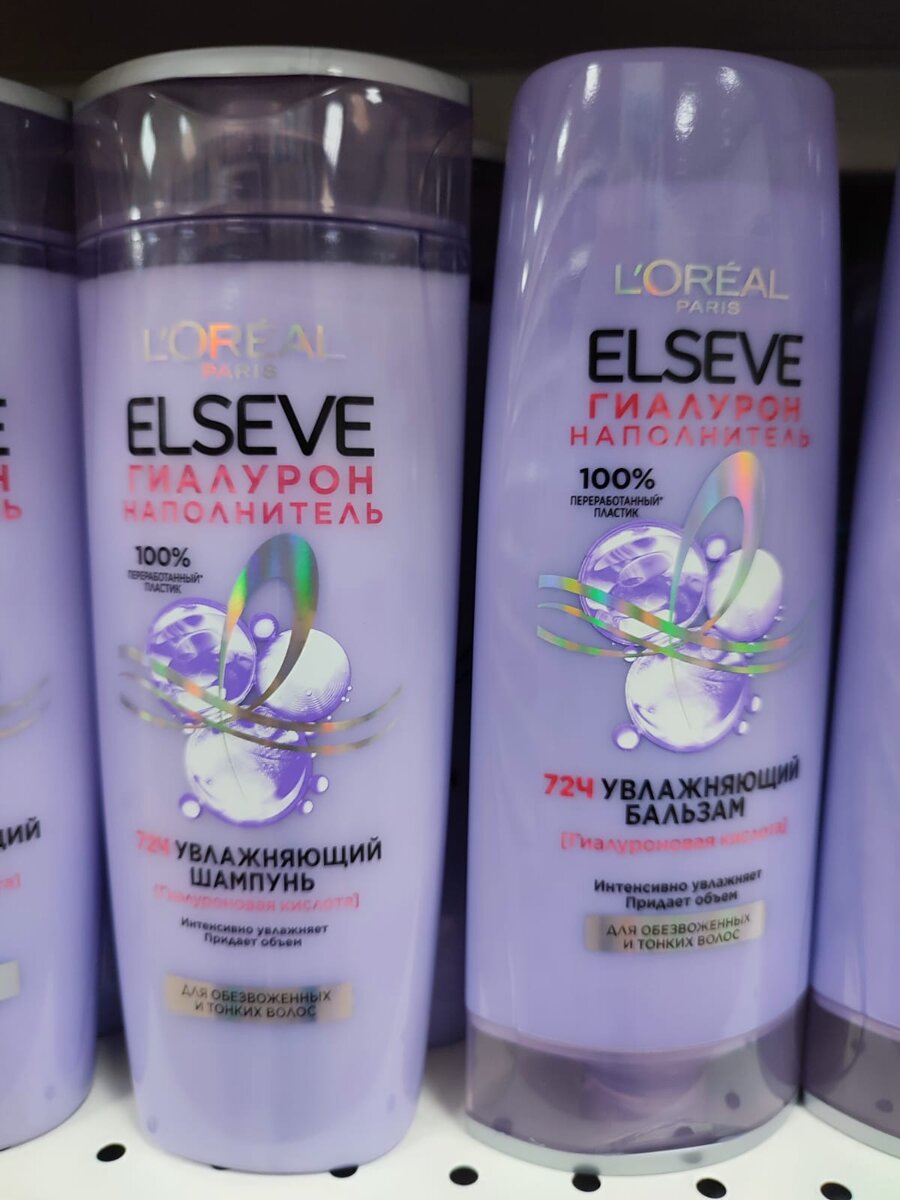 L'ORÉAL
PARIS
ELSEVE
ГИАЛУРОН
НАПОЛНИТЕЛЬ
100%
ПЕРЕРАБОТАННЫЙ*
ПЛАСТИК
72Ч УВЛАЖНЯЮЩИЙ
ШАМПУНЬ
[Гиалуроновая кислота]
Интенсивно увлажняет
Придает объем
ДЛЯ ОБЕЗВОЖЕННЫХ
И ТОНКИХ ВОЛОС
L'ORÉAL
PARIS
ELSEVE
ГИАЛУРОН
НАПОЛНИТЕЛЬ
100%
ПЕРЕРАБОТАННЫЙ*
ПЛАСТИК
72Ч УВЛАЖНЯЮЩИЙ
БАЛЬЗАМ
[Гиалуроновая кислота]
Интенсивно увлажняет
Придает объем
ДЛЯ ОБЕЗВОЖЕННЫХ
И ТОНКИХ ВОЛОС